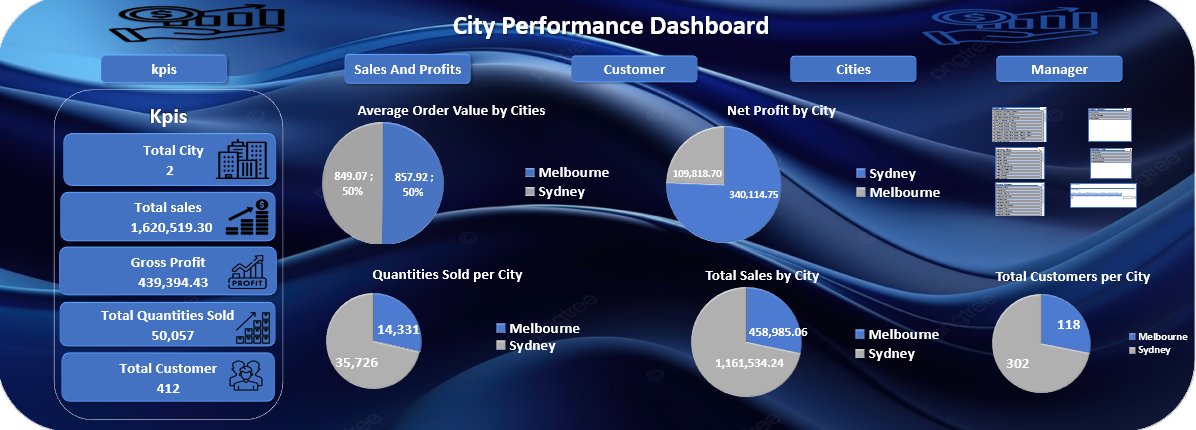 City Performance Dashboard
kpis
Sales And Profits
Customer
Cities
Manager
Kpis
Total City
2
Total sales
1,620,519.30
Gross Profit
439,394.43
PROFIT
Total Quantities Sold
50,057
Total Customer
412
Average Order Value by Cities
849.07 ;
50%
857.92 ;
50%
Melbourne
Sydney
Net Profit by City
109,818.70
340,114.75
Sydney
Melbourne
Quantities Sold per City
14,331
35,726
Melbourne
Sydney
Total Sales by City
458,985.06
1,161,534.24
Melbourne
Sydney
Total Customers per City
118
302
Melbourne
Sydney
pngtree
pngtree
pngtree
pngtree